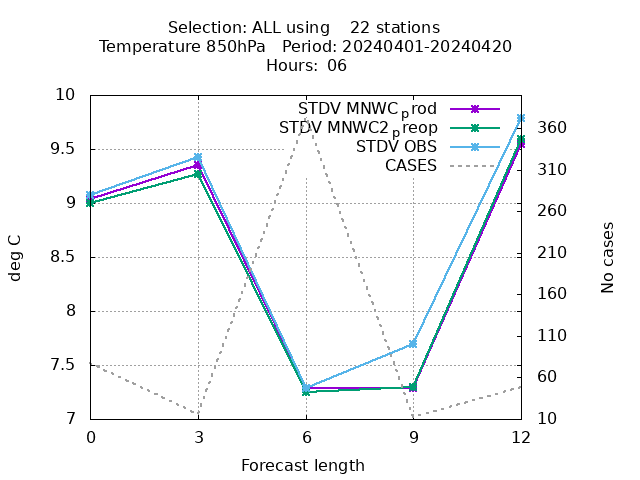 Selection: ALL using    22 stations
Temperature 850hPa   Period: 20240401-20240420
Hours:  06
STDV MNWC_prod
STDV MNWC2_preop
STDV OBS
CASES
10
9.5
9
8.5
8
7.5
7
deg C
360
310
260
210
160
110
60
10
No cases
0 3 6 9 12
Forecast length